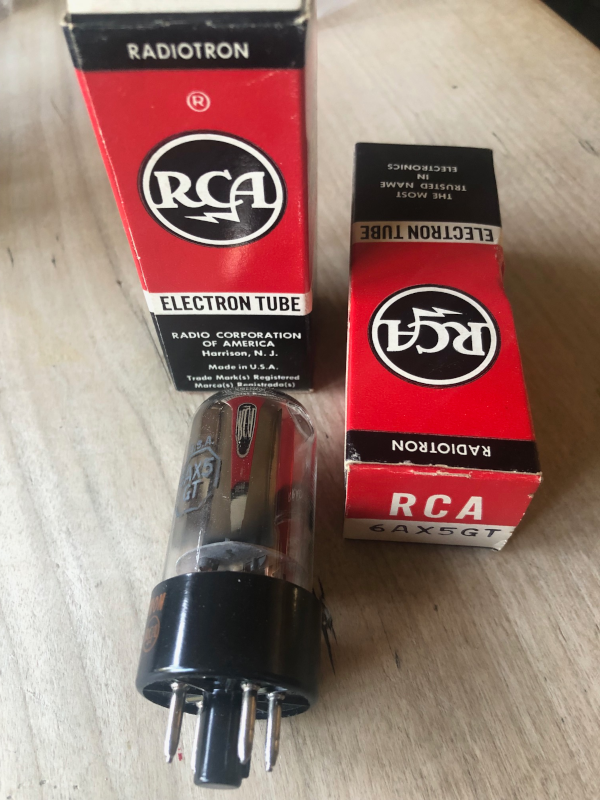 RADIOTRON
®
RCA
ELECTRON TUBE
RADIO CORPORATION
OF AMERICA
Harrison, N. J.
Made in U.S.A.
Trade Mark(s) Registered
Marca(s) Registrada(s)
THE MOST
TRUSTED NAME
IN
ELECTRONICS
ELECTRON TUBE
RCA
RADIOTRON
RCA
6AX5GT
AX5
GT